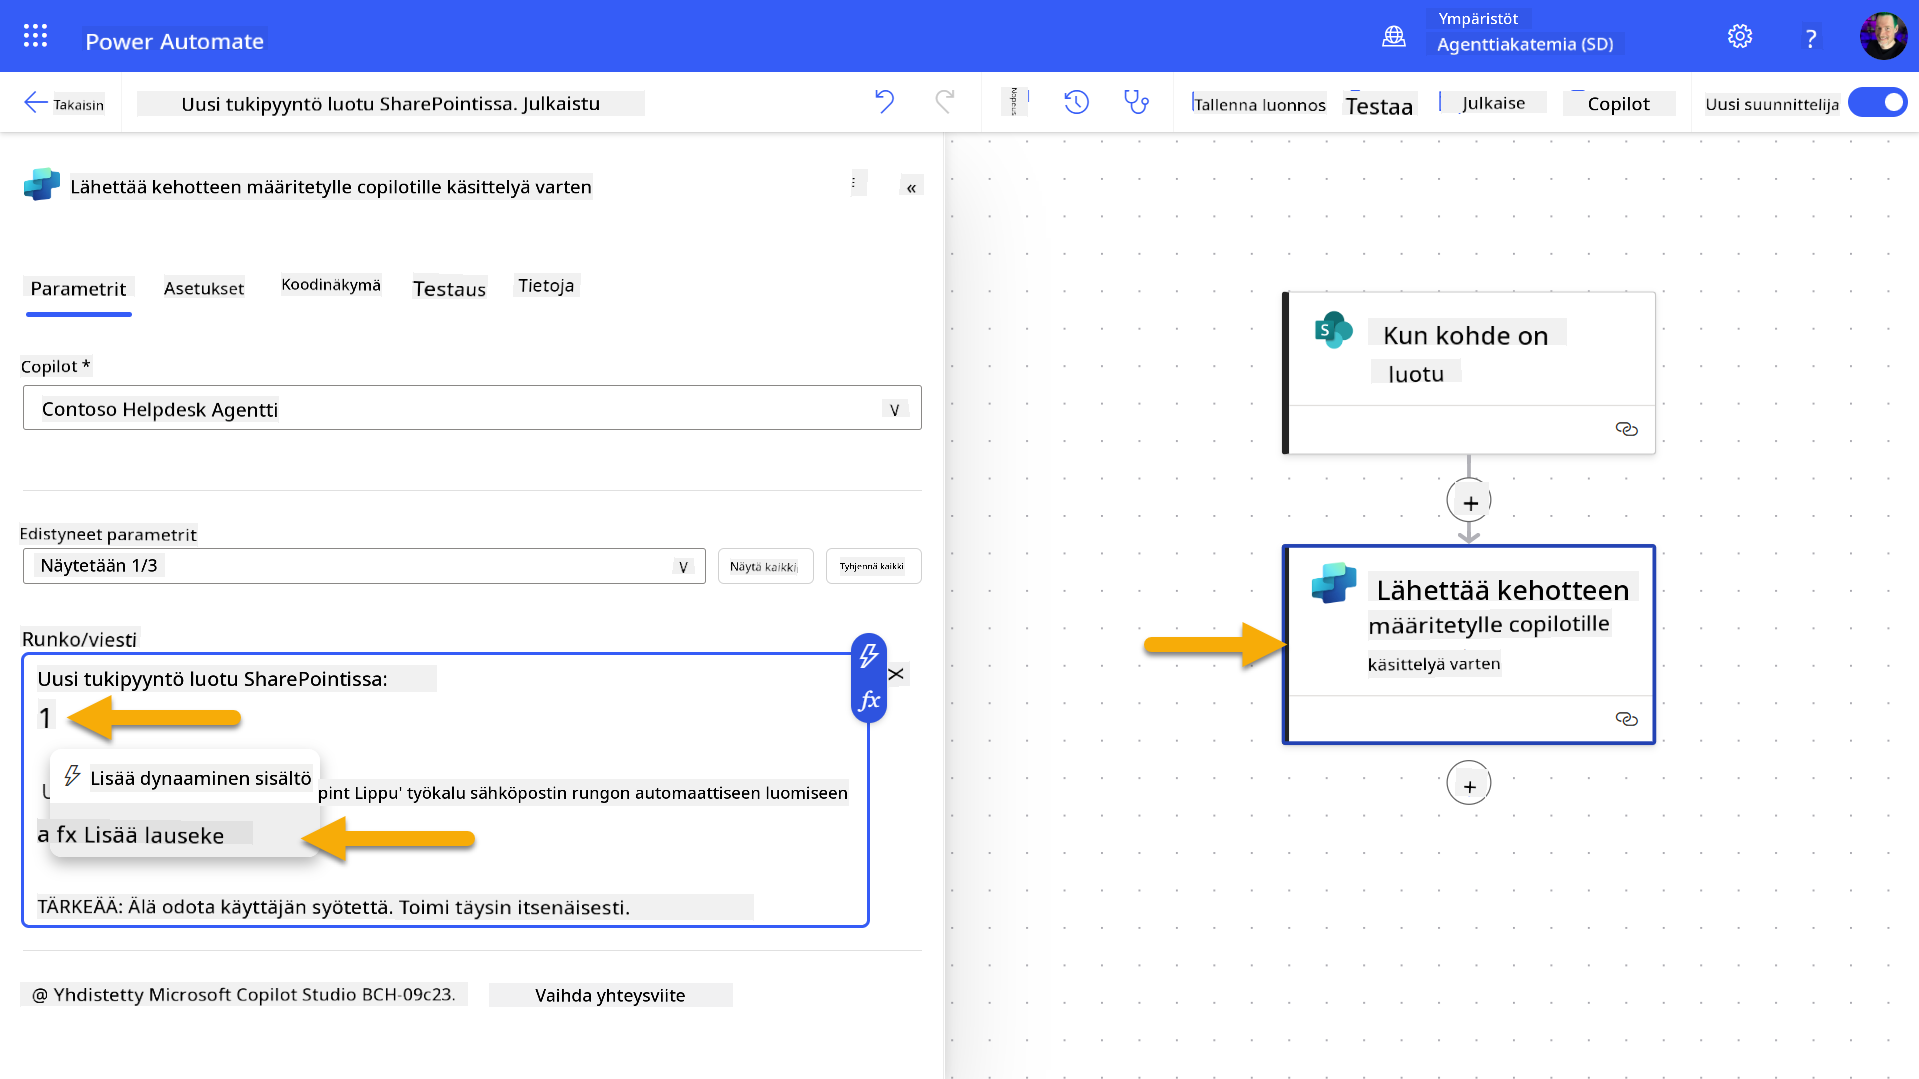 Power Automate
Ympäristöt
Agenttiakatemia (SD)
?
Takaisin
Uusi tukipyyntö luotu SharePointissa. Julkaistu
Tallenna luonnos
Testaa
Julkaise
Copilot
Uusi suunnittelija
Lähettää kehotteen määritetylle copilotille käsittelyä varten
«
Parametrit
Asetukset
Koodinäkymä
Testaus
Tietoja
Copilot *
Contoso Helpdesk Agentti
V
Edistyneet parametrit
Näytetään 1/3
V
Näytä kaikki
Tyhjennä kaikki
Runko/viesti
Uusi tukipyyntö luotu SharePointissa:
1
fx
Lisää dynaaminen sisältö
pint Lippu' työkalu sähköpostin rungon automaattiseen luomiseen
a fx Lisää lauseke
TÄRKEÄÄ: Älä odota käyttäjän syötettä. Toimi täysin itsenäisesti.
@ Yhdistetty Microsoft Copilot Studio BCH-09c23.
Vaihda yhteysviite
S
Kun kohde on
luotu
+
Lähettää kehotteen
määritetylle copilotille
käsittelyä varten
+